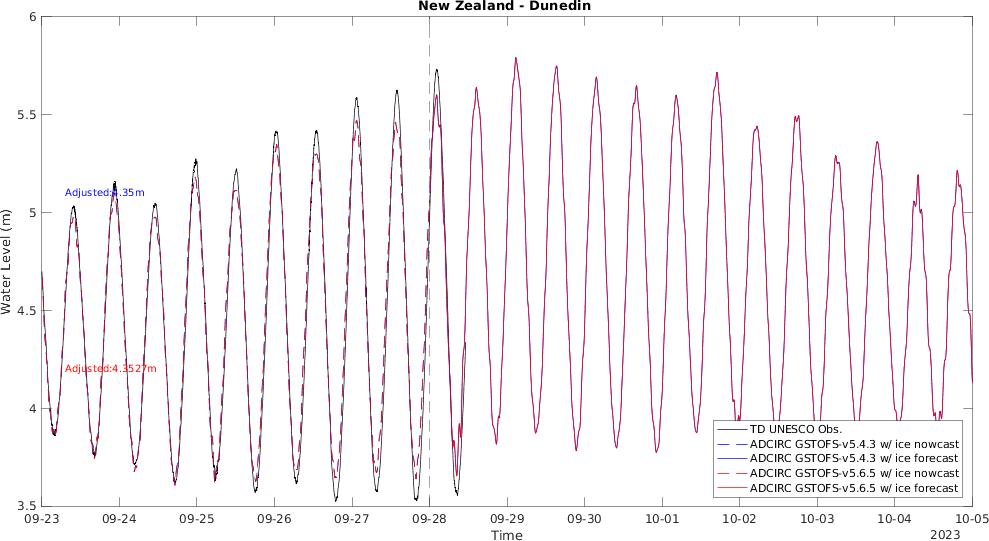 New Zealand - Dunedin
6
5.5
5
4.5
4
3.5
Water Level (m)
Adjusted:4.35m
Adjusted:4.3527m
TD UNESCO Obs.
ADCIRC GSTOFS-v5.4.3 w/ ice nowcast
ADCIRC GSTOFS-v5.4.3 w/ ice forecast
ADCIRC GSTOFS-v5.6.5 w/ ice nowcast
ADCIRC GSTOFS-v5.6.5 w/ ice forecast
09-23 09-24 09-25 09-26 09-27 09-28 09-29 09-30 10-01 10-02 10-03 10-04 10-05
Time
2023